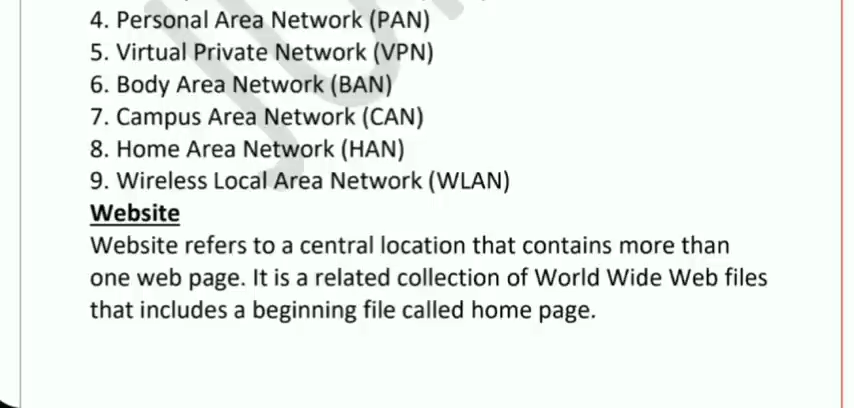 4. Personal Area Network (PAN)
5. Virtual Private Network (VPN)
6. Body Area Network (BAN)
7. Campus Area Network (CAN)
8. Home Area Network (HAN)
9. Wireless Local Area Network (WLAN)
Website
Website refers to a central location that contains more than
one web page. It is a related collection of World Wide Web files
that includes a beginning file called home page.